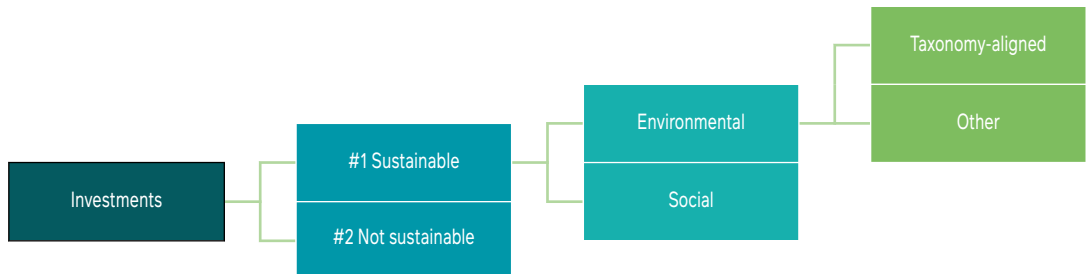 Investments
#1 Sustainable
#2 Not sustainable
Environmental
Social
Taxonomy-aligned
Other